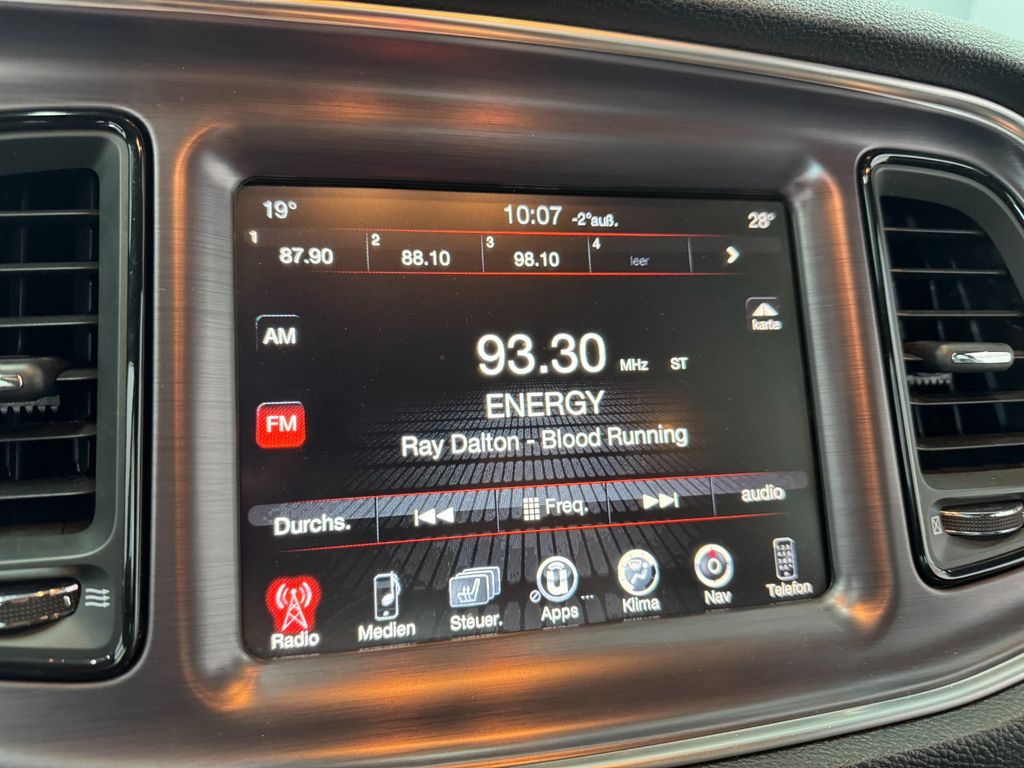 19° 10:07 -2°auß. 28°
1 87.90 2 88.10 3 98.10 4 leer
karte
AM
93.30 MHz ST
FM
ENERGY
Ray Dalton - Blood Running
Durchs. Freq. audio
Radio Medien Steuer. Apps Klima Nav Telefon